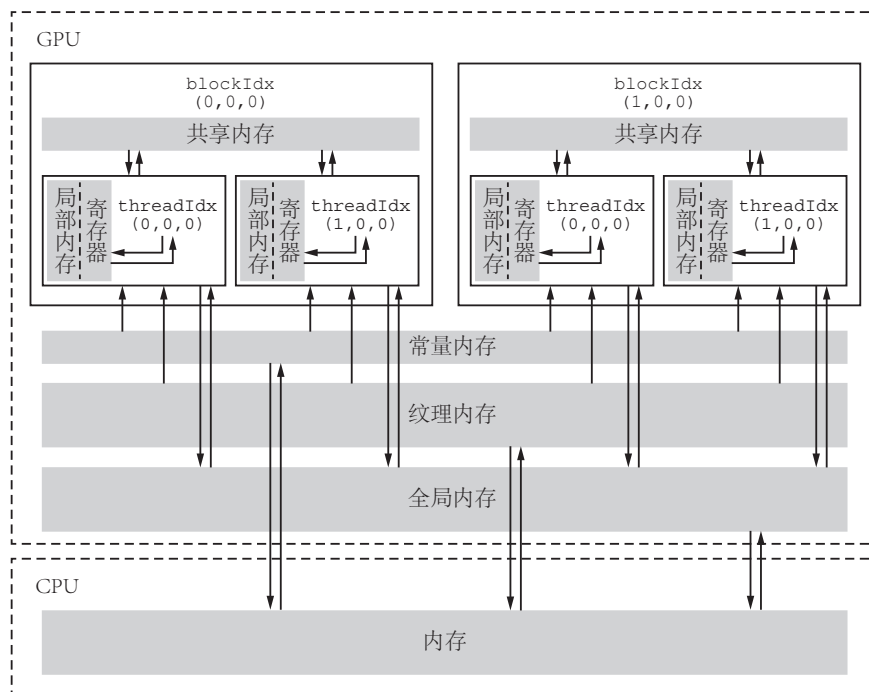 GPU
blockIdx
(0,0,0)
共享内存
局部内存
寄存器
threadIdx
(0,0,0)
局部内存
寄存器
threadIdx
(1,0,0)
blockIdx
(1,0,0)
共享内存
局部内存
寄存器
threadIdx
(0,0,0)
局部内存
寄存器
threadIdx
(1,0,0)
常量内存
纹理内存
全局内存
CPU
内存